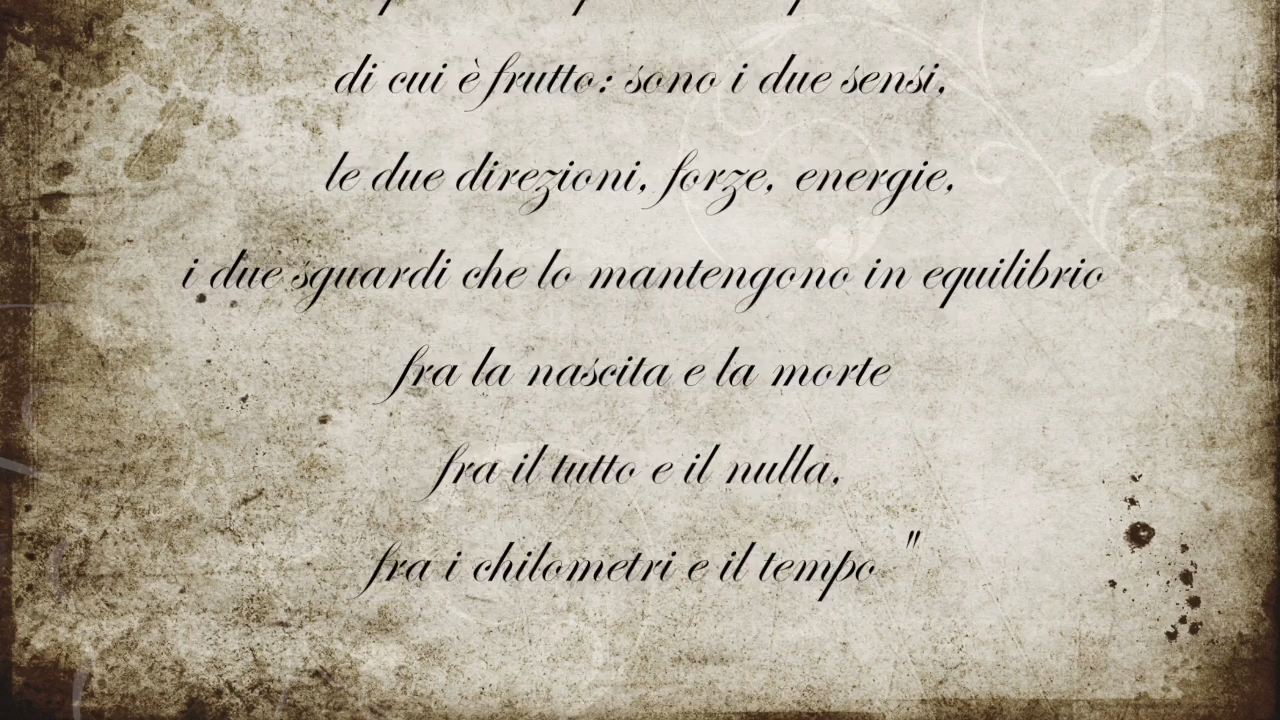 di cui è frutto: sono i due sensi,
le due direzioni, forze, energie,
i due sguardi che lo mantengono in equilibrio
fra la nascita e la morte
fra il tutto e il nulla,
fra i chilometri e il tempo "